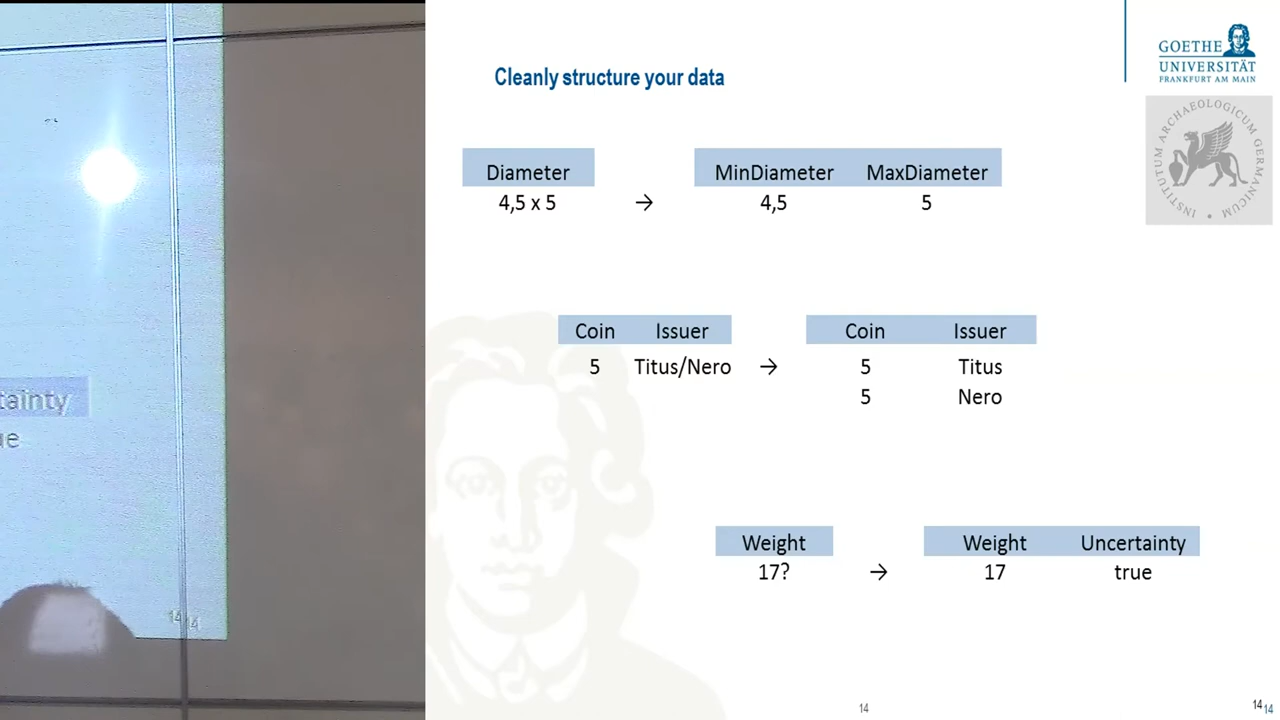 Cleanly structure your data
GOETHE
UNIVERSITÄT
FRANKFURT AM MAIN
INSTITUTUM ARCHAEOLOGICUM GERMANICUM
Diameter
4,5 x 5
→
MinDiameter MaxDiameter
4,5 5
Coin Issuer
5 Titus/Nero
→
Coin Issuer
5 Titus
5 Nero
Weight
17?
→
Weight Uncertainty
17 true
14
14
14
tainty
ue
14
14